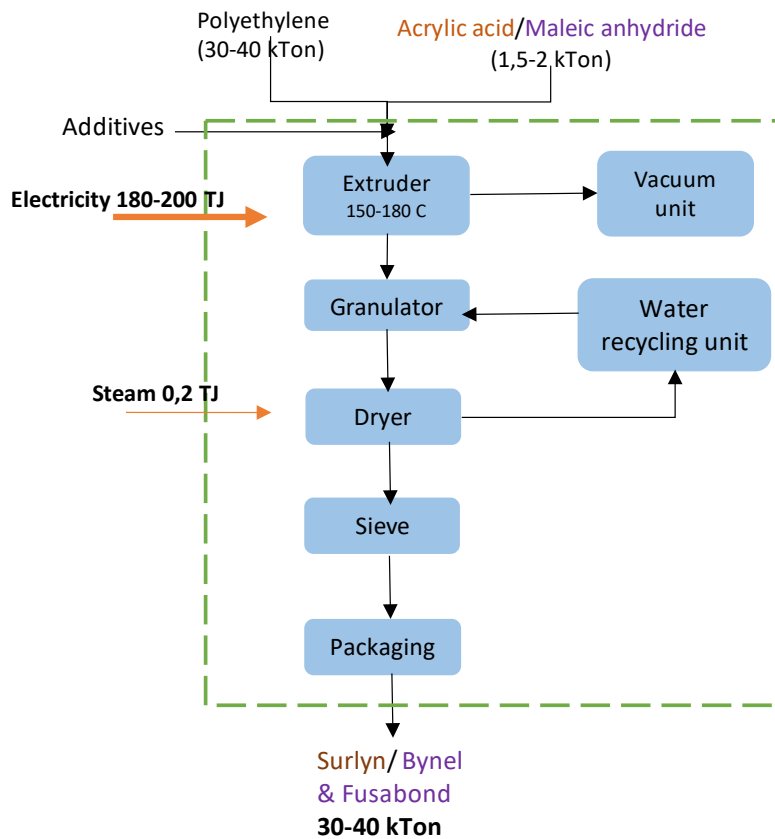 Polyethylene
(30-40 kTon)
Acrylic acid/Maleic anhydride
(1,5-2 kTon)
Additives
Extruder
150-180 C
Vacuum
unit
Electricity 180-200 TJ
Granulator
Water
recycling unit
Steam 0,2 TJ
Dryer
Sieve
Packaging
Surlyn/ Bynel
& Fusabond
30-40 kTon